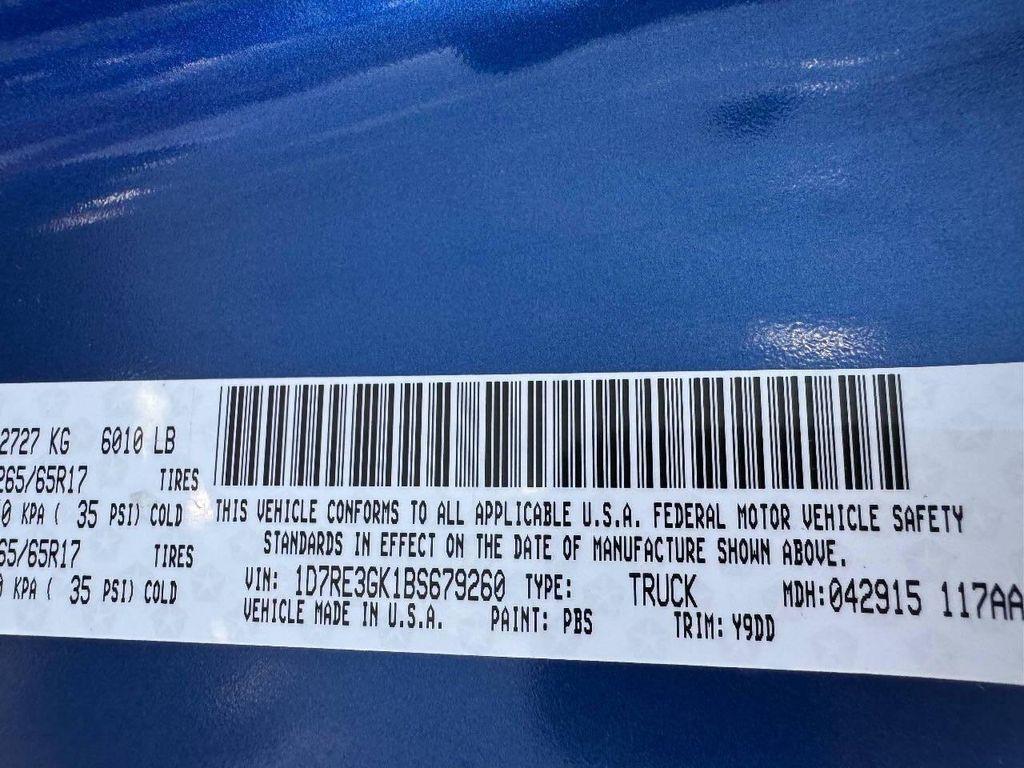 2727 KG 6010 LB
265/65R17 TIRES
0 KPA ( 35 PSI) COLD
65/65R17 TIRES
0 KPA ( 35 PSI) COLD
THIS VEHICLE CONFORMS TO ALL APPLICABLE U.S.A. FEDERAL MOTOR VEHICLE SAFETY
STANDARDS IN EFFECT ON THE DATE OF MANUFACTURE SHOWN ABOVE.
VIN: 1D7RE3GK1BS679260 TYPE: TRUCK MDH:042915 117AA
VEHICLE MADE IN U.S.A. PAINT: PBS TRIM: Y9DD